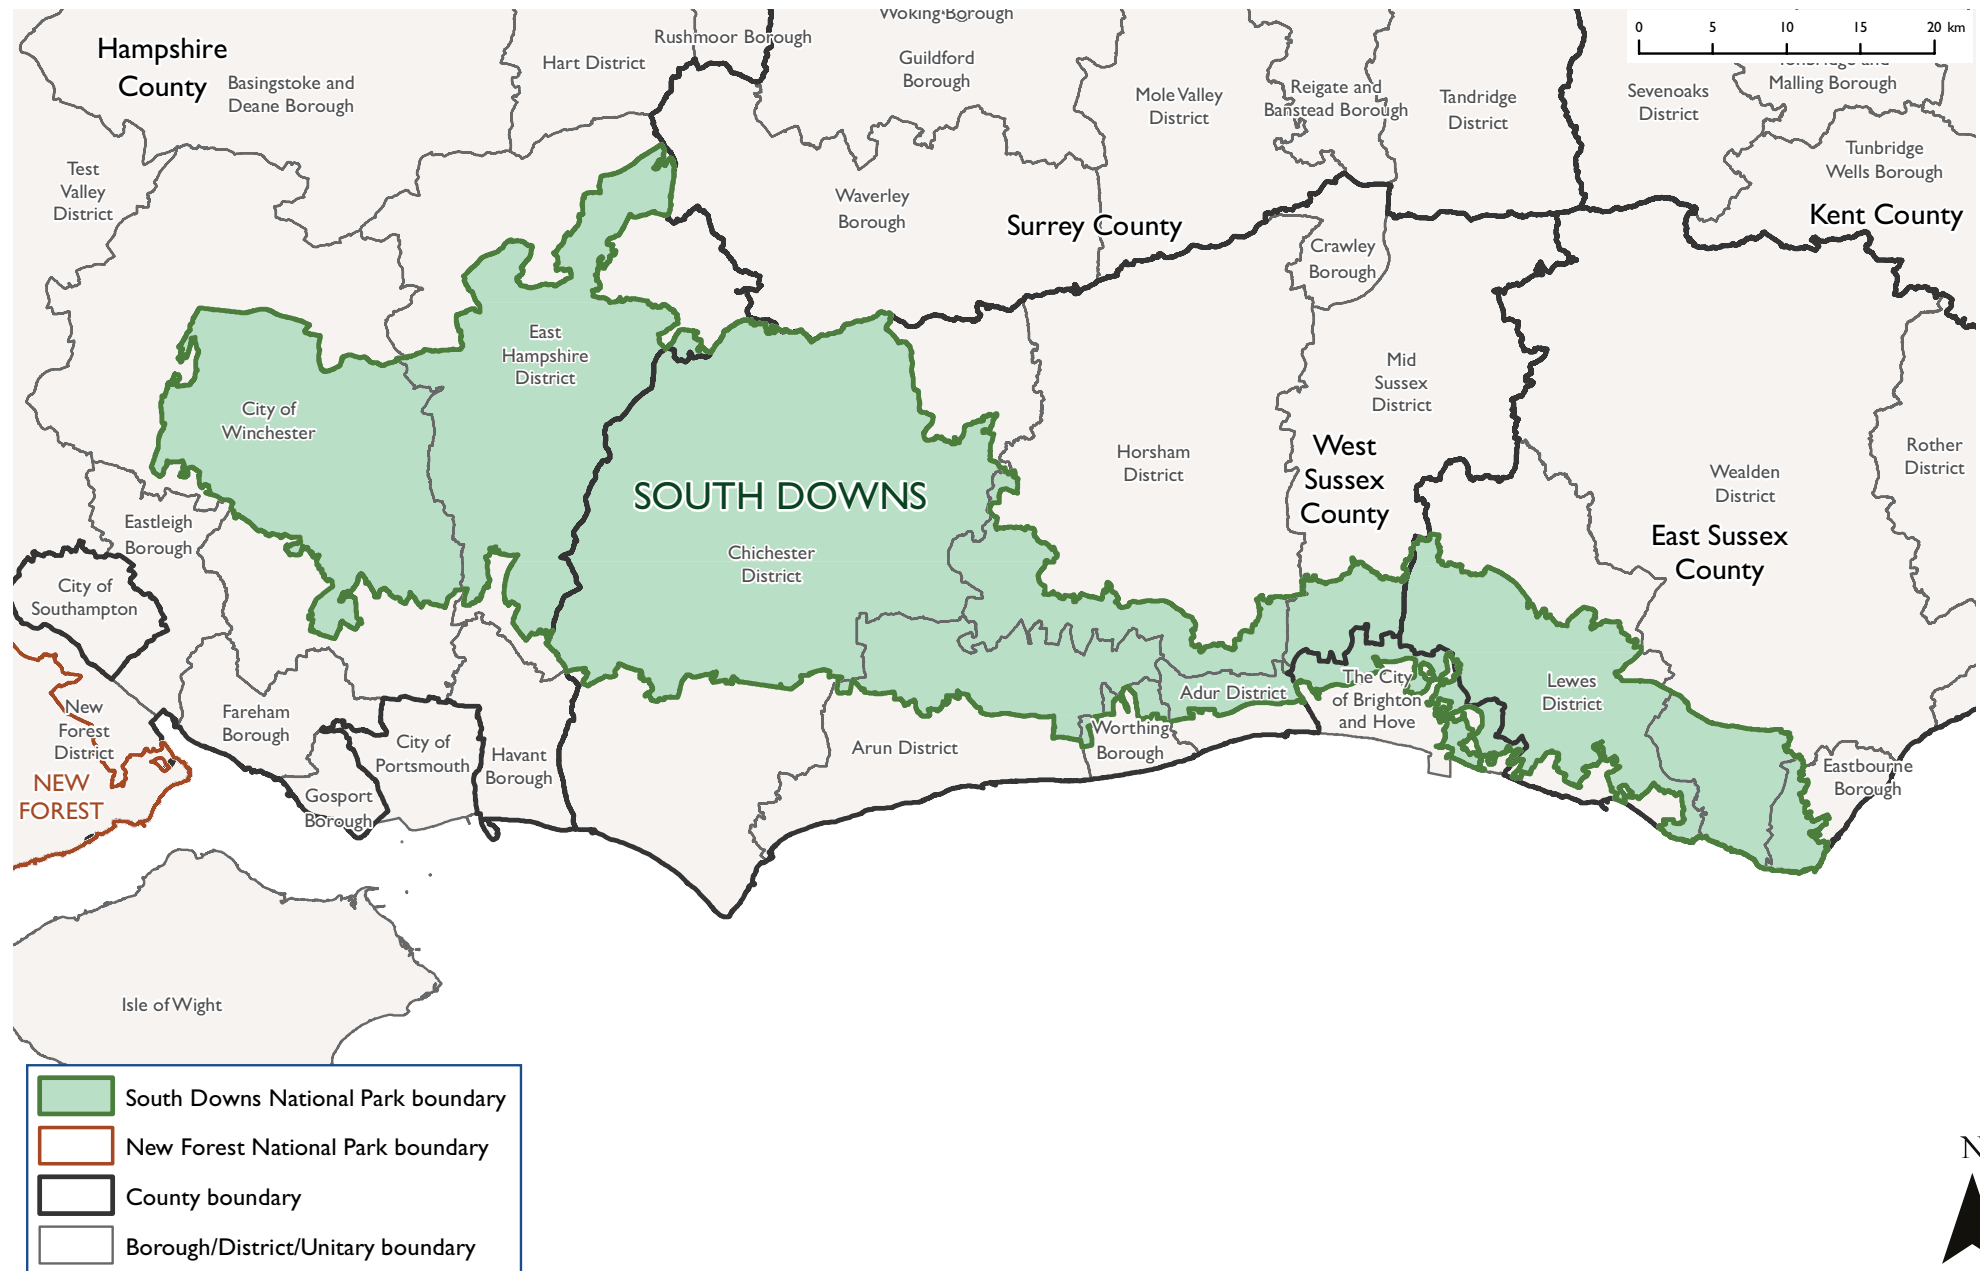 Woking Borough
Rushmoor Borough
0 5 10 15 20 km
Hampshire
County
Hart District
Guildford
Borough
Basingstoke and
Deane Borough
Mole Valley
District
Reigate and
Banstead Borough
Tandridge
District
Sevenoaks
District
Tonbridge and
Malling Borough
Test
Valley
District
Tunbridge
Wells Borough
Waverley
Borough
Surrey County
Kent County
Crawley
Borough
East
Hampshire
District
Mid
Sussex
District
City of
Winchester
Horsham
District
West
Sussex
County
Rother
District
Wealden
District
SOUTH DOWNS
Eastleigh
Borough
East Sussex
County
Chichester
District
City of
Southampton
The City
of Brighton
and Hove
Lewes
District
Adur District
New
Forest
District
Fareham
Borough
City of
Portsmouth
Havant
Borough
Arun District
Worthing
Borough
Eastbourne
Borough
NEW
FOREST
Gosport
Borough
Isle of Wight
South Downs National Park boundary
New Forest National Park boundary
County boundary
Borough/District/Unitary boundary
N